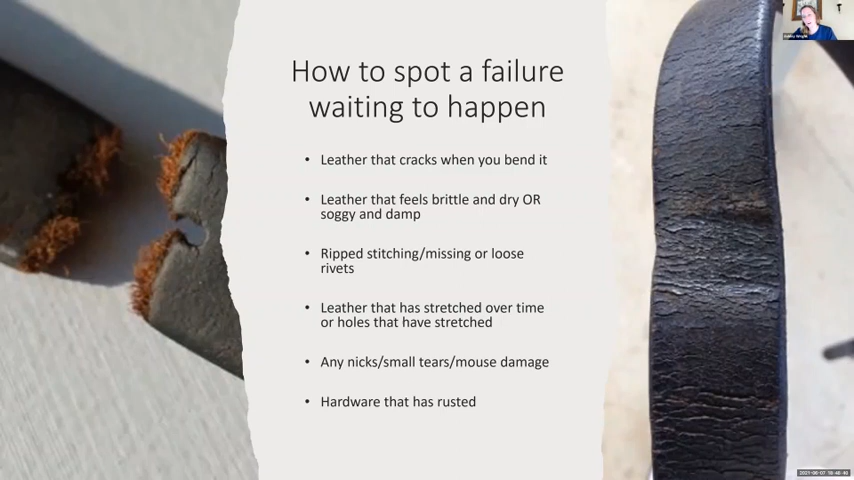 How to spot a failure
waiting to happen
• Leather that cracks when you bend it
• Leather that feels brittle and dry OR
soggy and damp
• Ripped stitching/missing or loose
rivets
• Leather that has stretched over time
or holes that have stretched
• Any nicks/small tears/mouse damage
• Hardware that has rusted